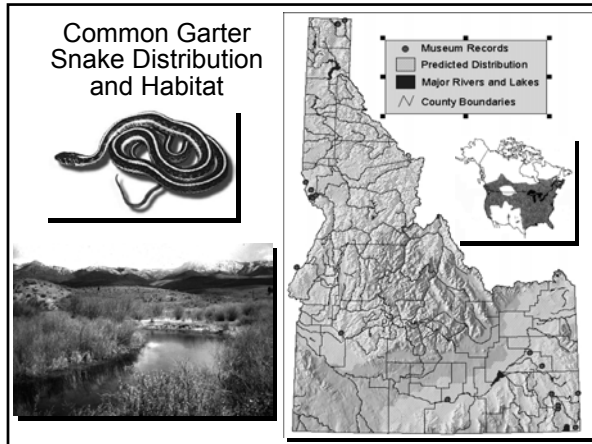 Common Garter
Snake Distribution
and Habitat
Museum Records
Predicted Distribution
Major Rivers and Lakes
County Boundaries